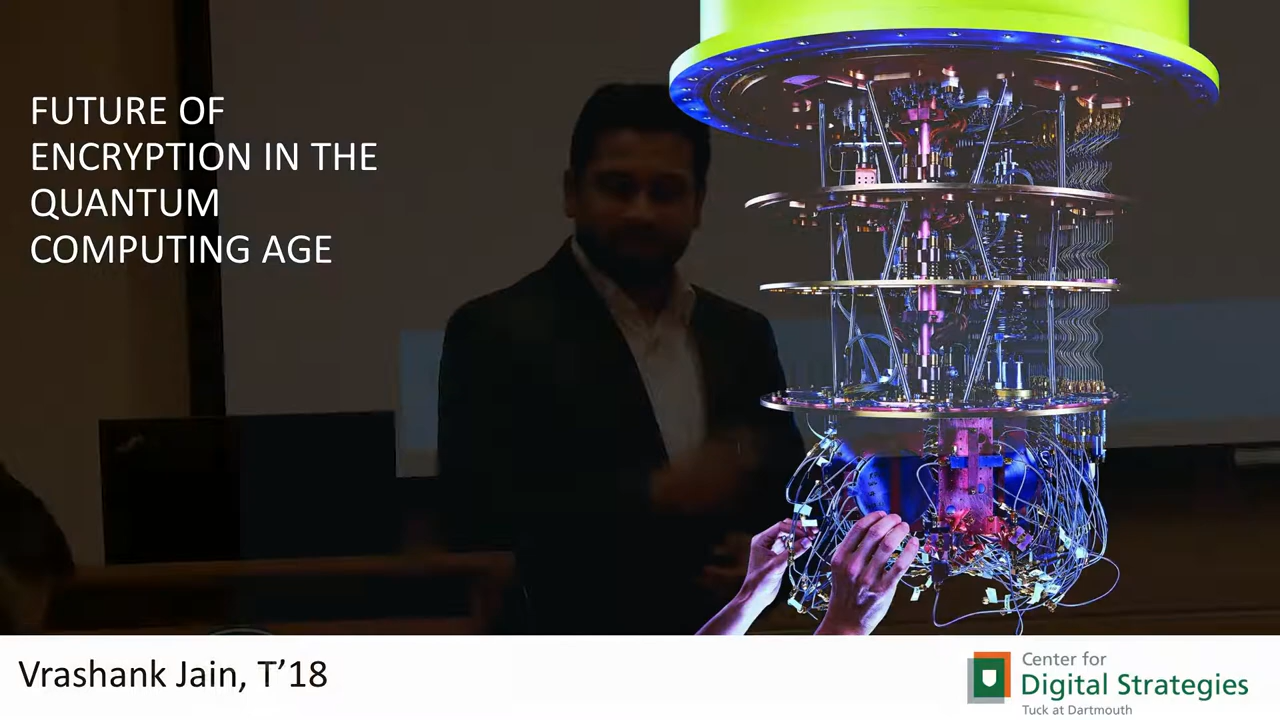 FUTURE OF
ENCRYPTION IN THE
QUANTUM
COMPUTING AGE
Vrashank Jain, T’18
Center for
Digital Strategies
Tuck at Dartmouth